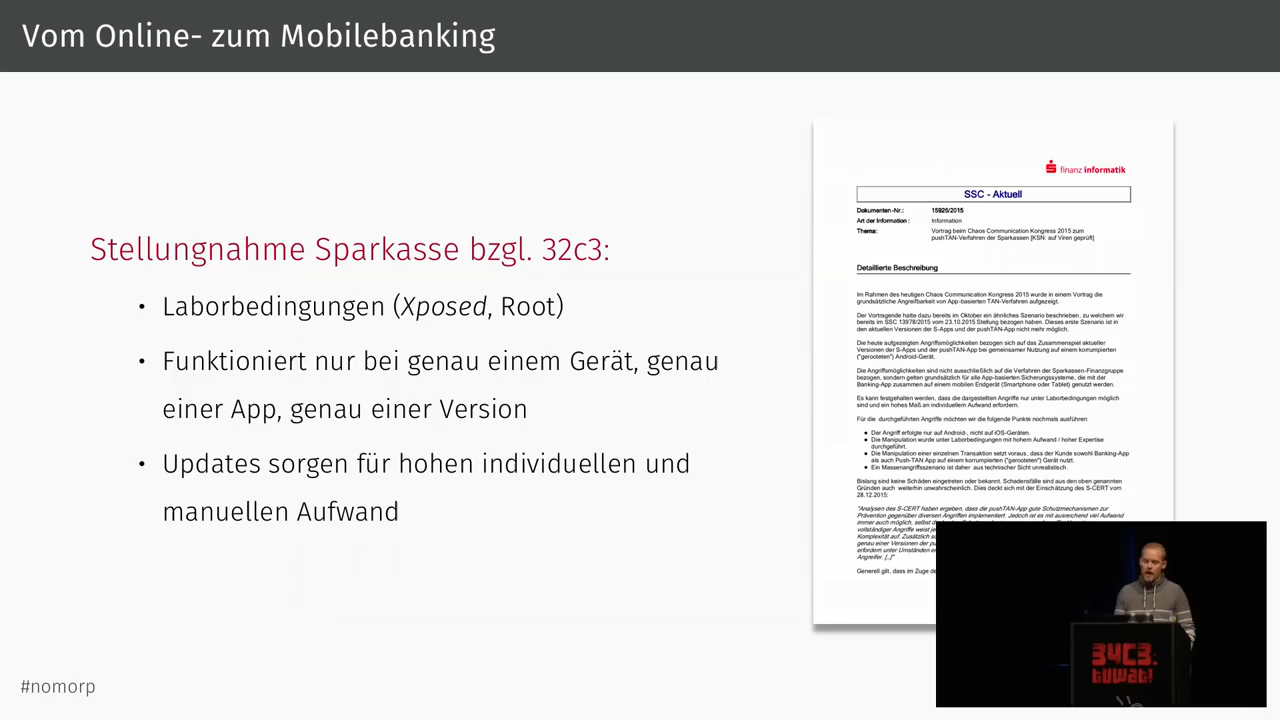 Vom Online- zum Mobilebanking
Stellungnahme Sparkasse bzgl. 32c3:
• Laborbedingungen (Xposed, Root)
• Funktioniert nur bei genau einem Gerät, genau
einer App, genau einer Version
• Updates sorgen für hohen individuellen und
manuellen Aufwand
finanz informatik
SSC - Aktuell
Dokumenten-Nr.: 15926/2015
Art der Information: Information
Thema: Vortrag beim Chaos Communication Kongress 2015 zum
pushTAN-Verfahren der Sparkassen [KSN: auf Viren geprüft]
Detaillierte Beschreibung
Im Rahmen des heutigen Chaos Communication Kongress 2015 wurde in einem Vortrag die
grundsätzliche Angreifbarkeit von App-basierten TAN-Verfahren aufgezeigt.
Der Vortragende hatte dazu bereits im Oktober ein ähnliches Szenario beschrieben, zu welchem wir
bereits im SSC 13978/2015 vom 23.10.2015 Stellung bezogen haben. Dieses erste Szenario ist in
den aktuellen Versionen der S-Apps und der pushTAN-App nicht mehr möglich.
Die heute aufgezeigten Angriffsmöglichkeiten bezogen sich auf das Zusammenspiel aktueller
Versionen der S-Apps und der pushTAN-App bei gemeinsamer Nutzung auf einem korrumpierten
("gerooteten") Android-Gerät.
Die Angriffsmöglichkeiten sind nicht ausschließlich auf die Verfahren der Sparkassen-Finanzgruppe
bezogen, sondern gelten grundsätzlich für alle App-basierten Sicherungssysteme, die mit der
Banking-App zusammen auf einem mobilen Endgerät (Smartphone oder Tablet) genutzt werden.
Es kann festgehalten werden, dass die dargestellten Angriffe nur unter Laborbedingungen möglich
sind und ein hohes Maß an individuellem Aufwand erfordern.
Für die durchgeführten Angriffe möchten wir die folgende Punkte nochmals ausführen:
• Der Angriff erfolgte nur auf Android-, nicht auf iOS-Geräten.
• Die Manipulation wurde unter Laborbedingungen mit hohem Aufwand / hoher Expertise
durchgeführt.
• Die Manipulation einer einzelnen Transaktion setzt voraus, dass der Kunde sowohl Banking-App
als auch Push-TAN App auf einem korrumpierten ("gerooteten") Gerät nutzt.
• Ein Massenangriffsszenario ist daher aus technischer Sicht unrealistisch.
Bislang sind keine Schäden eingetreten oder bekannt. Schadensfälle sind aus den oben genannten
Gründen auch weiterhin unwahrscheinlich. Dies deckt sich mit der Einschätzung des S-CERT vom
28.12.2015:
"Analysen des S-CERT haben ergeben, dass die pushTAN-App gute Schutzmechanismen zur
Prävention gegenüber diversen Angriffen implementiert. Jedoch ist es mit ausreichend viel Aufwand
immer auch möglich, selbst
vollständiger Angriffe weist
Komplexität auf. Zusätzlich
genau einer Versionen der
erfordern unter Umständen
Angreifer. [..]"
Generell gilt, dass im Zuge
34C3.
tuwat!
#nomorp